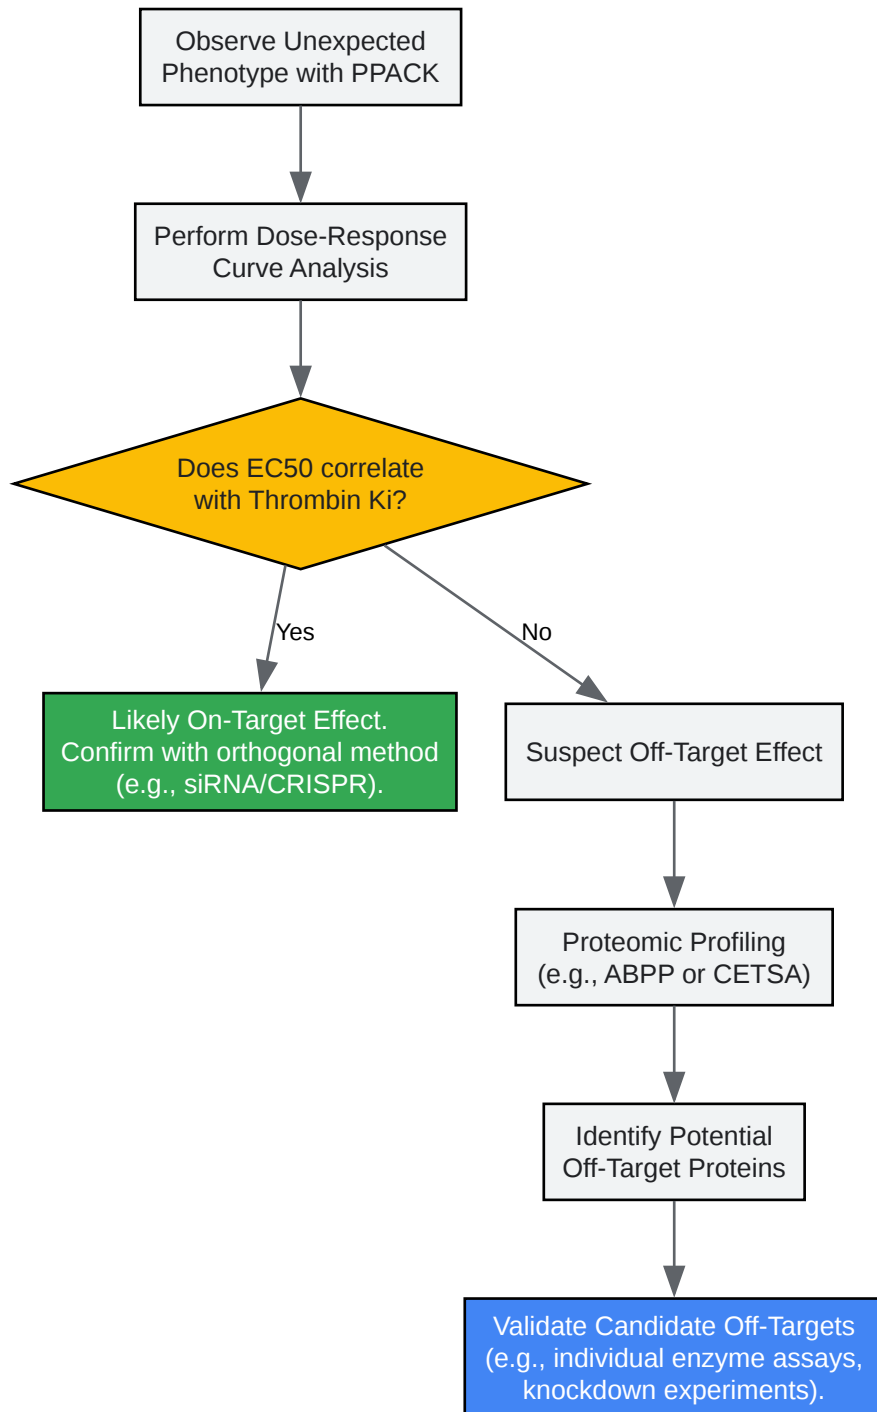 Observe Unexpected
Phenotype with PPACK
Perform Dose-Response
Curve Analysis
Does EC50 correlate
with Thrombin Ki?
Yes
No
Likely On-Target Effect.
Confirm with orthogonal method
(e.g., siRNA/CRISPR).
Suspect Off-Target Effect
Proteomic Profiling
(e.g., ABPP or CETSA)
Identify Potential
Off-Target Proteins
Validate Candidate Off-Targets
(e.g., individual enzyme assays,
knockdown experiments).